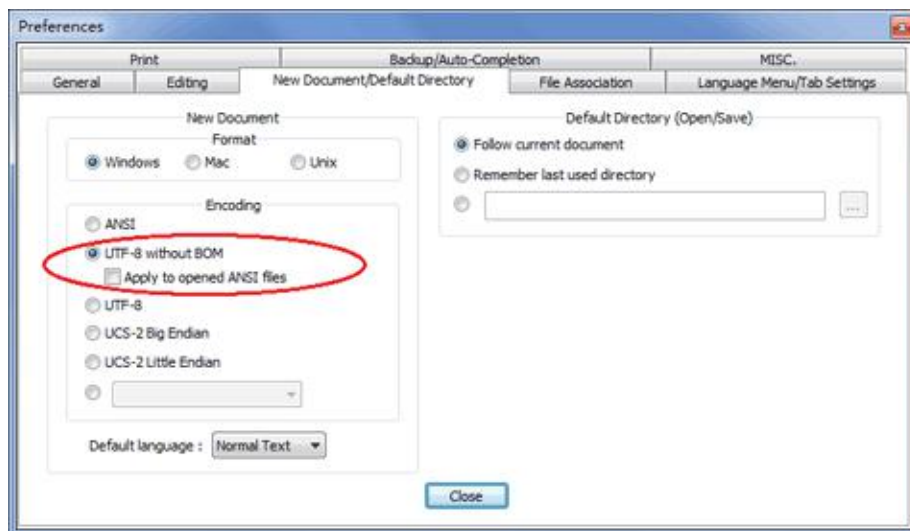 Preferences
Print Backup/Auto-Completion MISC.
General Editing New Document/Default Directory File Association Language Menu/Tab Settings
New Document
Format
Windows Mac Unix
Encoding
ANSI
UTF-8 without BOM
Apply to opened ANSI files
UTF-8
UCS-2 Big Endian
UCS-2 Little Endian
Default language : Normal Text
Default Directory (Open/Save)
Follow current document
Remember last used directory
...
Close